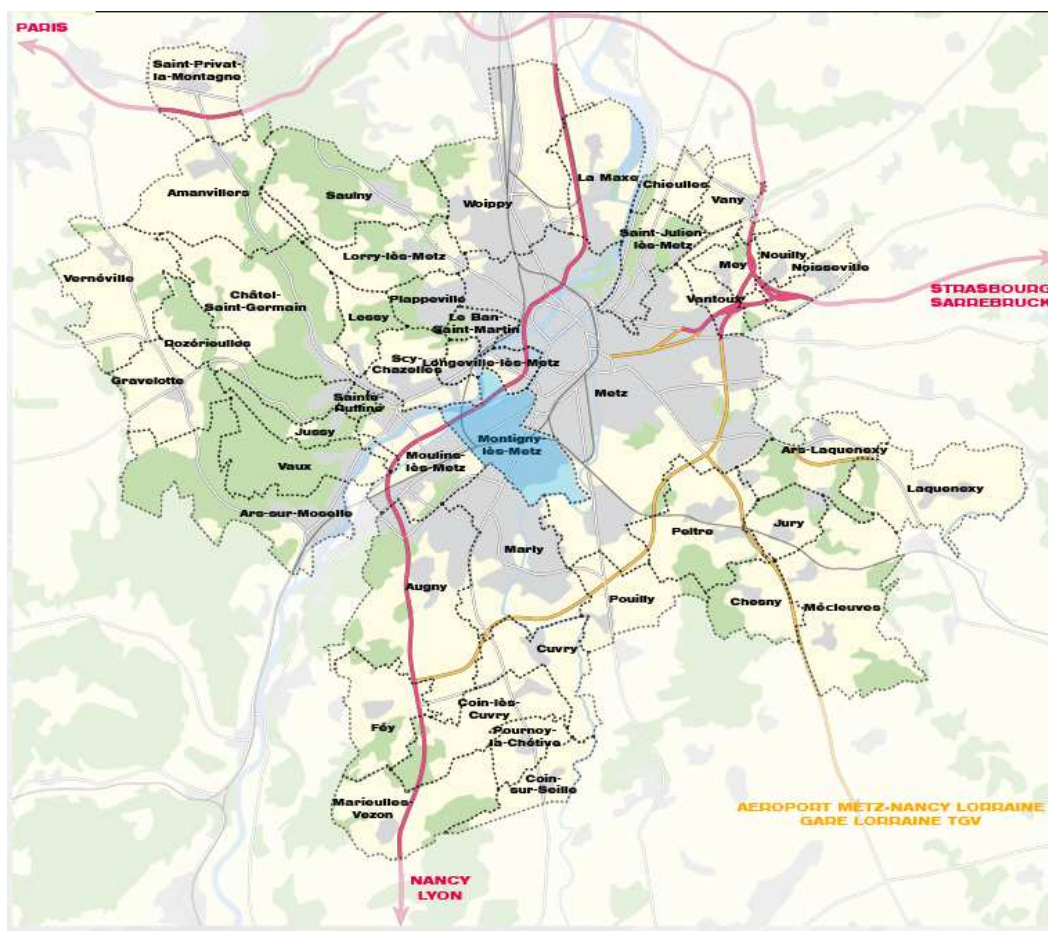 PARIS
Saint-Privat-
la-Montagne
La Maxe
Chieulles
Vany
Amanvillers
Saulny
Woippy
Saint-Julien-
lès-Metz
Nouilly
Mey
Noisseville
Lorry-lès-Metz
Vernéville
Châtel-
Saint-Germain
Plappeville
Vantoux
STRASBOURG
SARREBRUCK
Lessy
Le Ban-
Saint-Martin
Rozérieulles
Scy-
Chazelles
Longeville-lès-Metz
Gravelotte
Metz
Sainte-
Ruffine
Jussy
Montigny-
lès-Metz
Moulins-
lès-Metz
Vaux
Ars-Laquenexy
Laquenexy
Ars-sur-Moselle
Jury
Peltre
Marly
Augny
Pouilly
Chesny
Mécleuves
Cuvry
Coin-lès-
Cuvry
Féy
Pournoy-
la-Chétive
Coin-
sur-Seille
Marieulles-
Vezon
AEROPORT METZ-NANCY LORRAINE
GARE LORRAINE TGV
NANCY
LYON